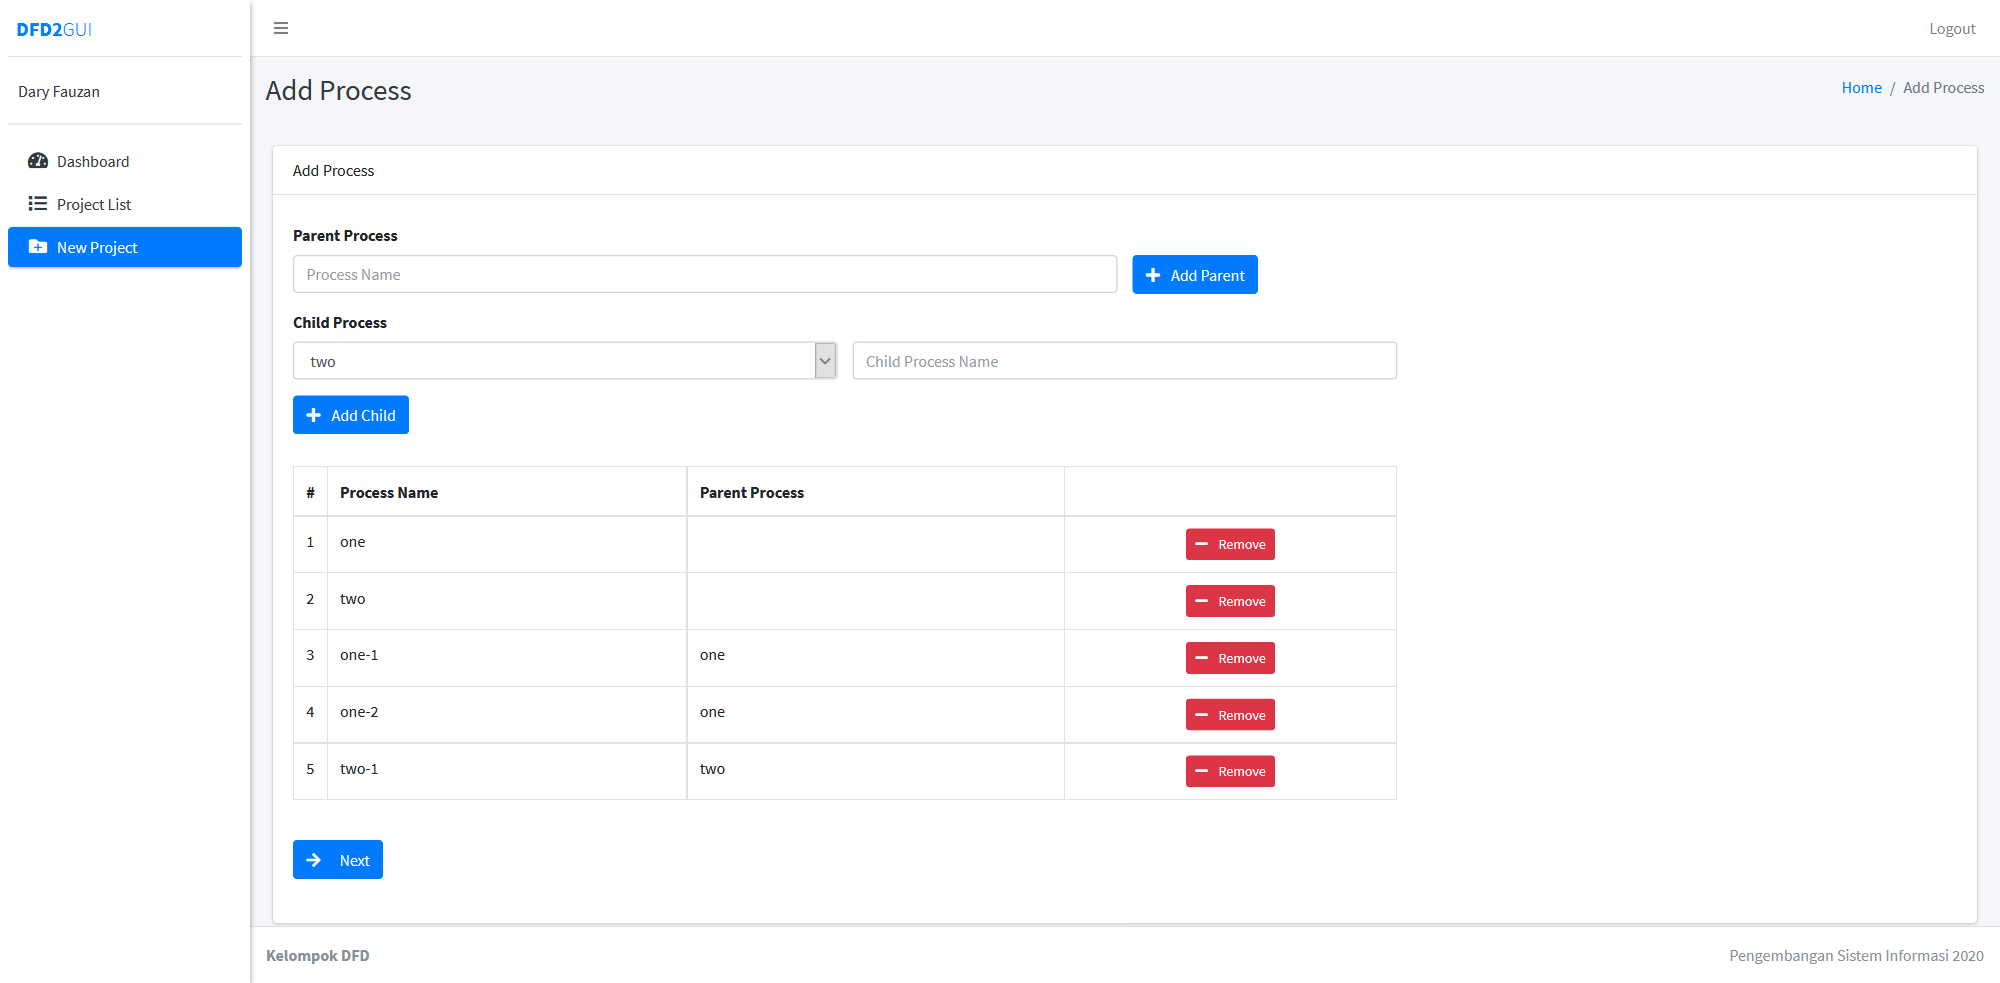 DFD2GUI
Logout
Dary Fauzan
Dashboard
Project List
New Project
Add Process
Home / Add Process
Add Process
Parent Process
Process Name
Add Parent
Child Process
two
Child Process Name
Add Child
# Process Name Parent Process
1 one Remove
2 two Remove
3 one-1 one Remove
4 one-2 one Remove
5 two-1 two Remove
Next
Kelompok DFD
Pengembangan Sistem Informasi 2020